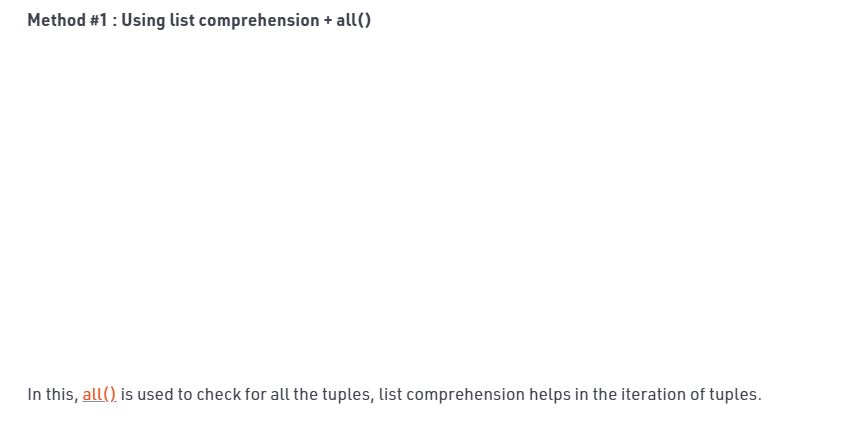 Method #1 : Using list comprehension + all()
In this, all() is used to check for all the tuples, list comprehension helps in the iteration of tuples.